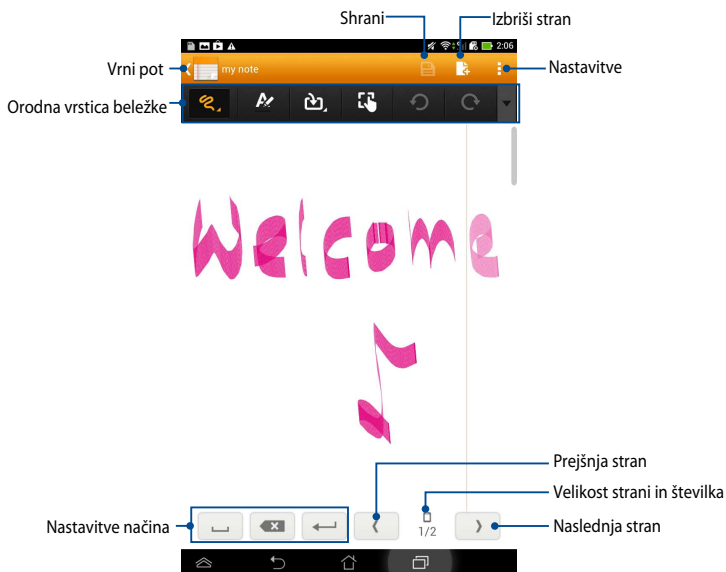 Shrani
Izbriši stran
2:06
Vrni pot
my note
Nastavitve
Orodna vrstica beležke
Welcome
Prejšnja stran
Velikost strani in številka
Nastavitve načina
1/2
Naslednja stran